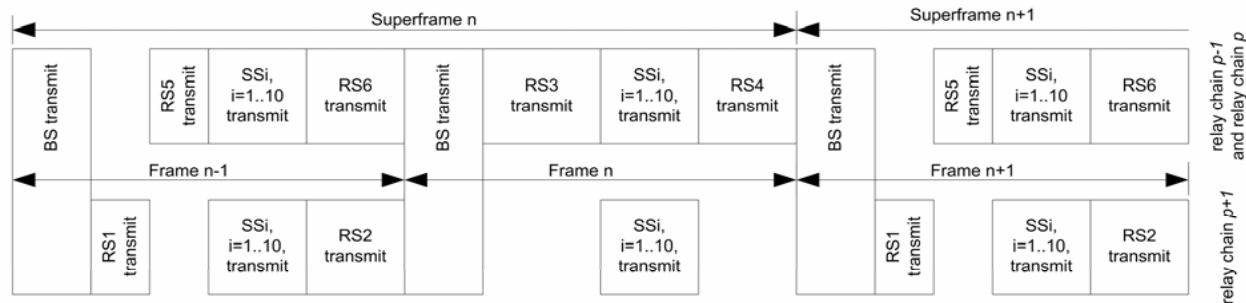 Superframe n
Superframe n+1
BS transmit
RS5
transmit
SSi,
i=1..10
transmit
RS6
transmit
BS transmit
RS3
transmit
SSi,
i=1..10,
transmit
RS4
transmit
BS transmit
RS5
transmit
SSi,
i=1..10
transmit
RS6
transmit
relay chain p-1
and relay chain p
Frame n-1
Frame n
Frame n+1
RS1
transmit
SSi,
i=1..10,
transmit
RS2
transmit
SSi,
i=1..10,
transmit
RS1
transmit
SSi,
i=1..10,
transmit
RS2
transmit
relay chain p+1